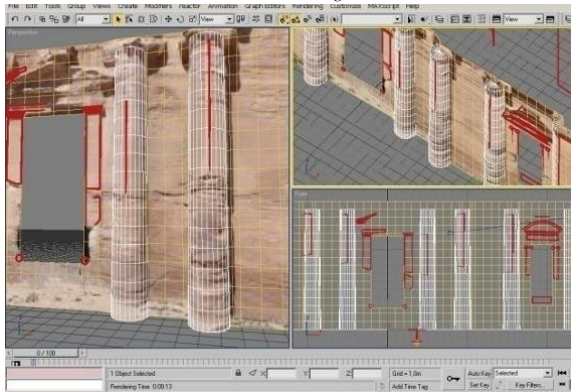 File Edit Tools Group Views Create Modifiers reactor Animation Graph Editors Rendering Customize MAXScript Help
All View View
Perspective
Front
0 / 100
1 Object Selected X: Y: Z: Grid = 1,0m Auto Key Selected
Rendering Time 0:00:13 Add Time Tag Set Key Key Filters...